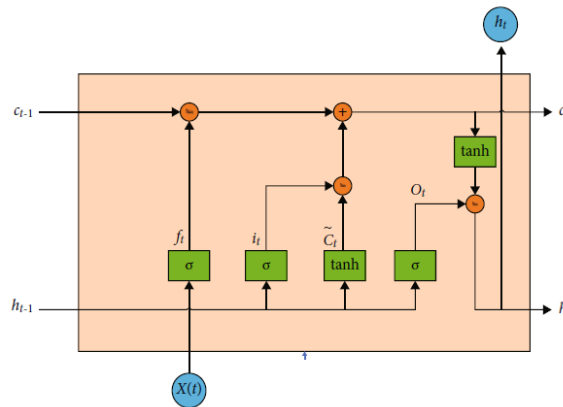 h_t
c_{t-1}
+
c
tanh
O_t
f_t
i_t
C̃_t
σ
σ
tanh
σ
h_{t-1}
h
X(t)